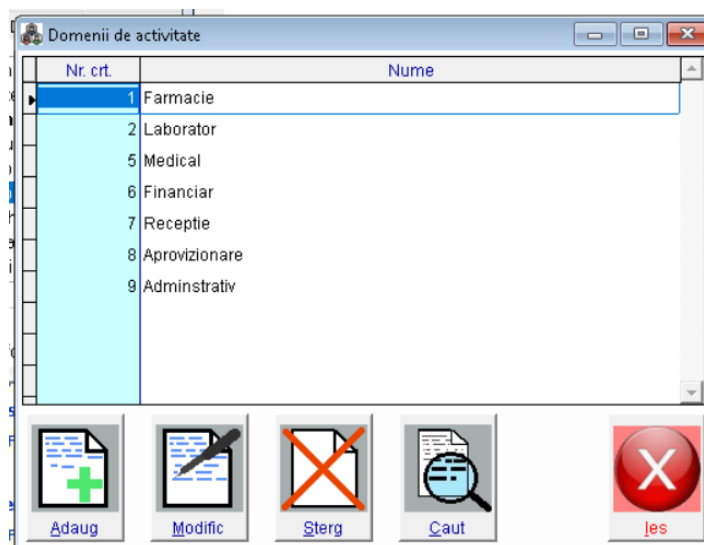 Domenii de activitate
Nr. crt. Nume
1 Farmacie
2 Laborator
5 Medical
6 Financiar
7 Receptie
8 Aprovizionare
9 Adminstrativ
Adaug Modific Sterg Caut Ies